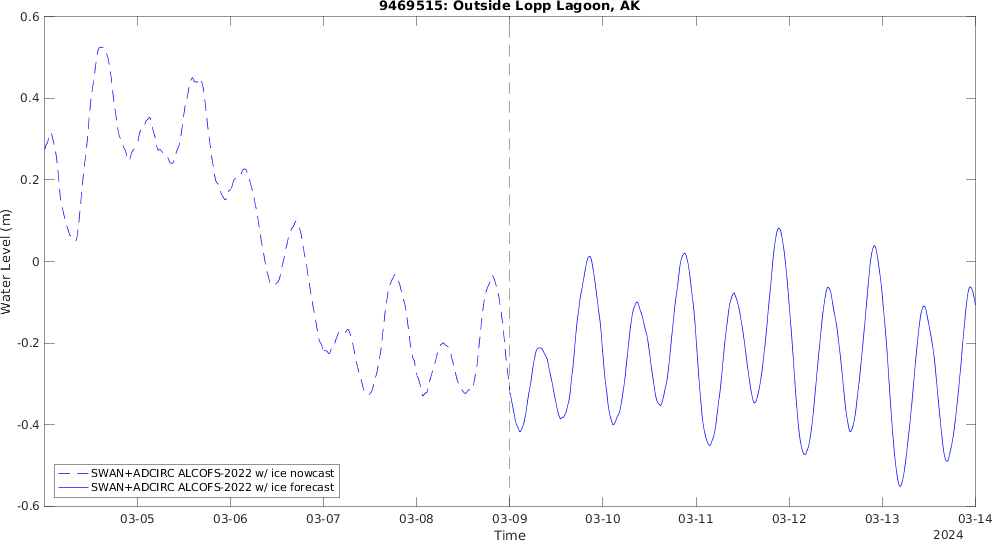 9469515: Outside Lopp Lagoon, AK
0.6
0.4
0.2
0
-0.2
-0.4
-0.6
Water Level (m)
SWAN+ADCIRC ALCOFS-2022 w/ ice nowcast
SWAN+ADCIRC ALCOFS-2022 w/ ice forecast
03-05 03-06 03-07 03-08 03-09 03-10 03-11 03-12 03-13 03-14
Time
2024